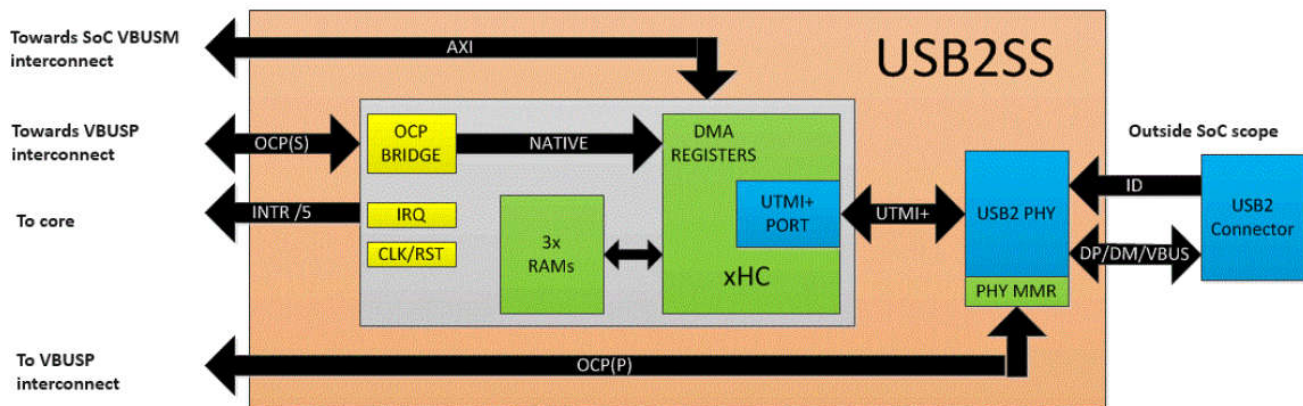 Towards SoC VBUSM
interconnect
AXI
USB2SS
Towards VBUSP
interconnect
OCP(S)
OCP
BRIDGE
NATIVE
DMA
REGISTERS
Outside SoC scope
To core
INTR /5
IRQ
CLK/RST
3x
RAMs
UTMI+
PORT
xHC
UTMI+
USB2 PHY
PHY MMR
ID
DP/DM/VBUS
USB2
Connector
To VBUSP
interconnect
OCP(P)